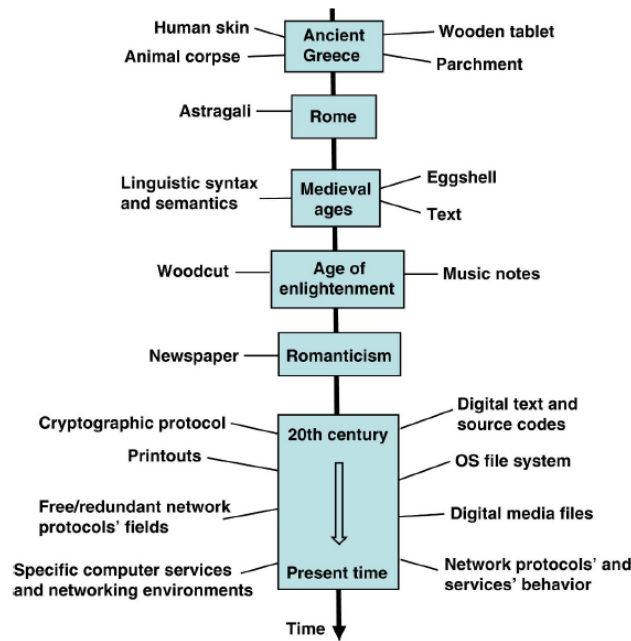 Human skin
Animal corpse
Ancient
Greece
Wooden tablet
Parchment
Astragali
Rome
Linguistic syntax
and semantics
Medieval
ages
Eggshell
Text
Woodcut
Age of
enlightenment
Music notes
Newspaper
Romanticism
Cryptographic protocol
Printouts
Free/redundant network
protocols' fields
Specific computer services
and networking environments
20th century
Present time
Digital text and
source codes
OS file system
Digital media files
Network protocols' and
services' behavior
Time